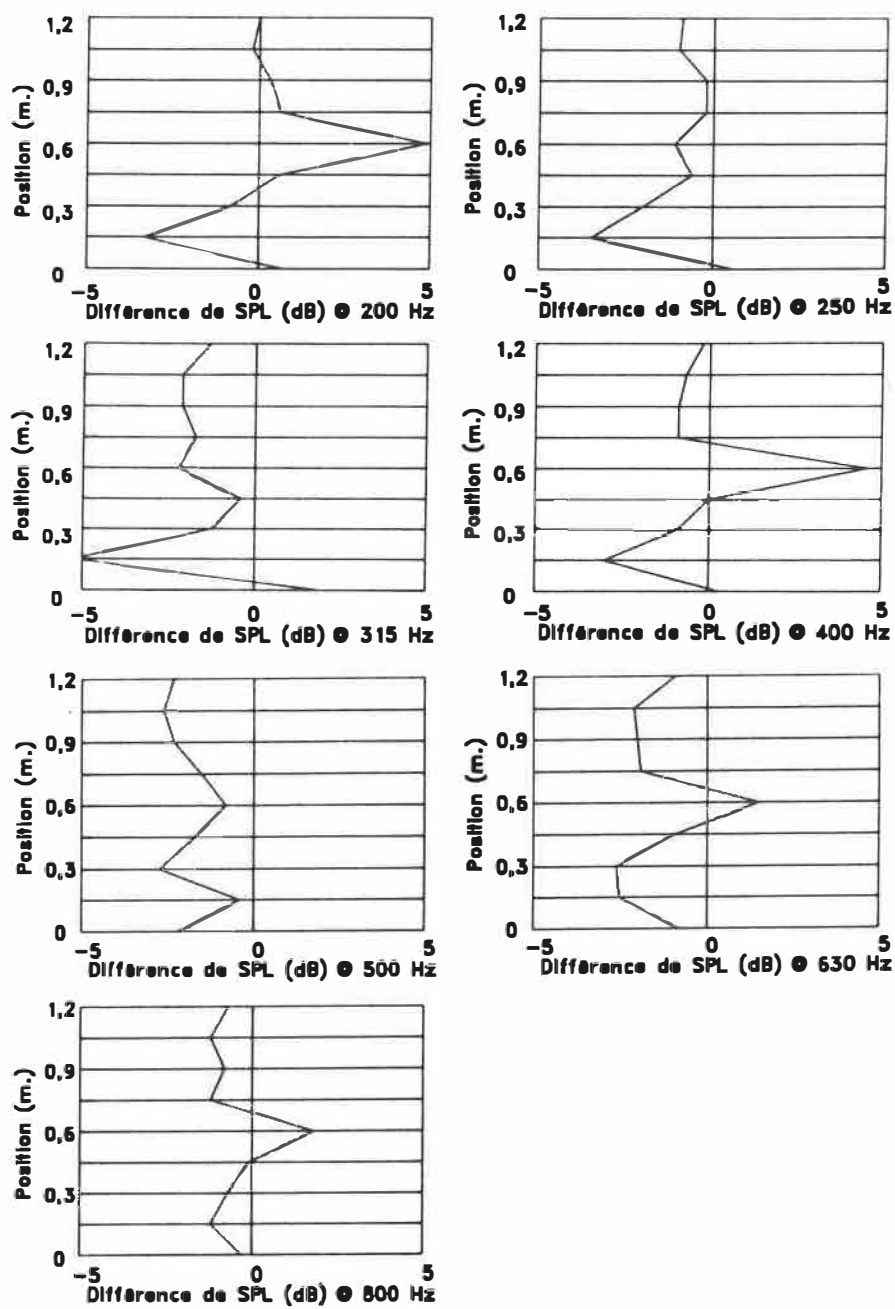 1,2
0,9
0,6
0,3
0
Position (m.)
-5 0 5
Différence de SPL (dB) @ 200 Hz
1,2
0,9
0,6
0,3
0
Position (m.)
-5 0 5
Différence de SPL (dB) @ 250 Hz
1,2
0,9
0,6
0,3
0
Position (m.)
-5 0 5
Différence de SPL (dB) @ 315 Hz
1,2
0,9
0,6
0,3
0
Position (m.)
-5 0 5
Différence de SPL (dB) @ 400 Hz
1,2
0,9
0,6
0,3
0
Position (m.)
-5 0 5
Différence de SPL (dB) @ 500 Hz
1,2
0,9
0,6
0,3
0
Position (m.)
-5 0 5
Différence de SPL (dB) @ 630 Hz
1,2
0,9
0,6
0,3
0
Position (m.)
-5 0 5
Différence de SPL (dB) @ 800 Hz